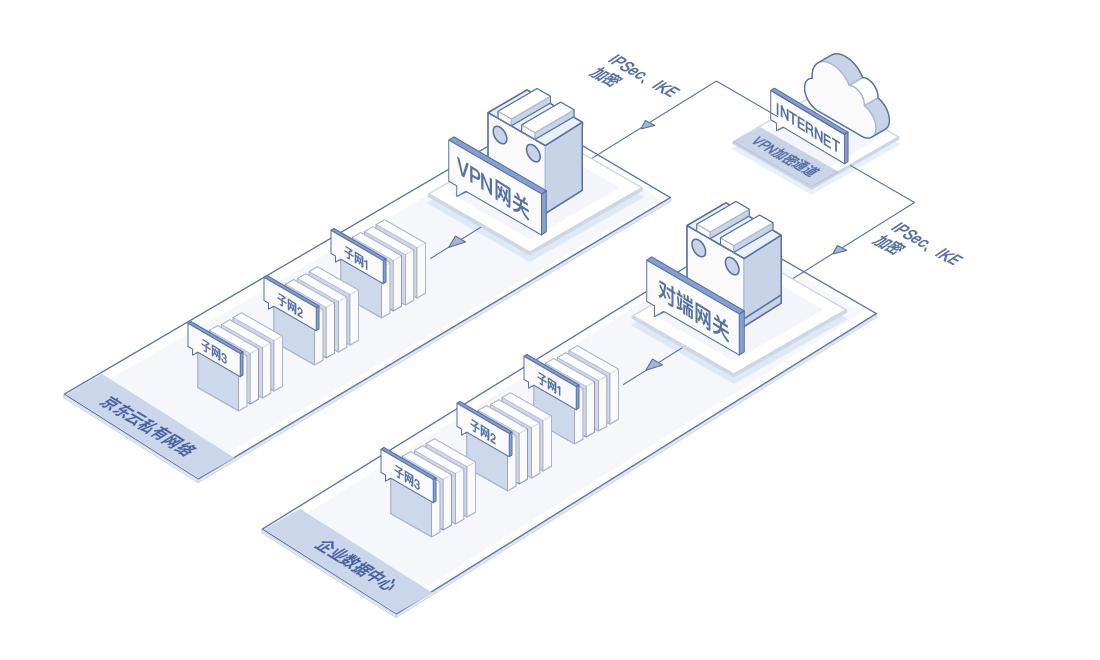 IPSec、IKE
加密
INTERNET
VPN加密通道
VPN网关
子网1
子网2
子网3
京东云私有网络
IPSec、IKE
加密
对端网关
子网1
子网2
子网3
企业数据中心